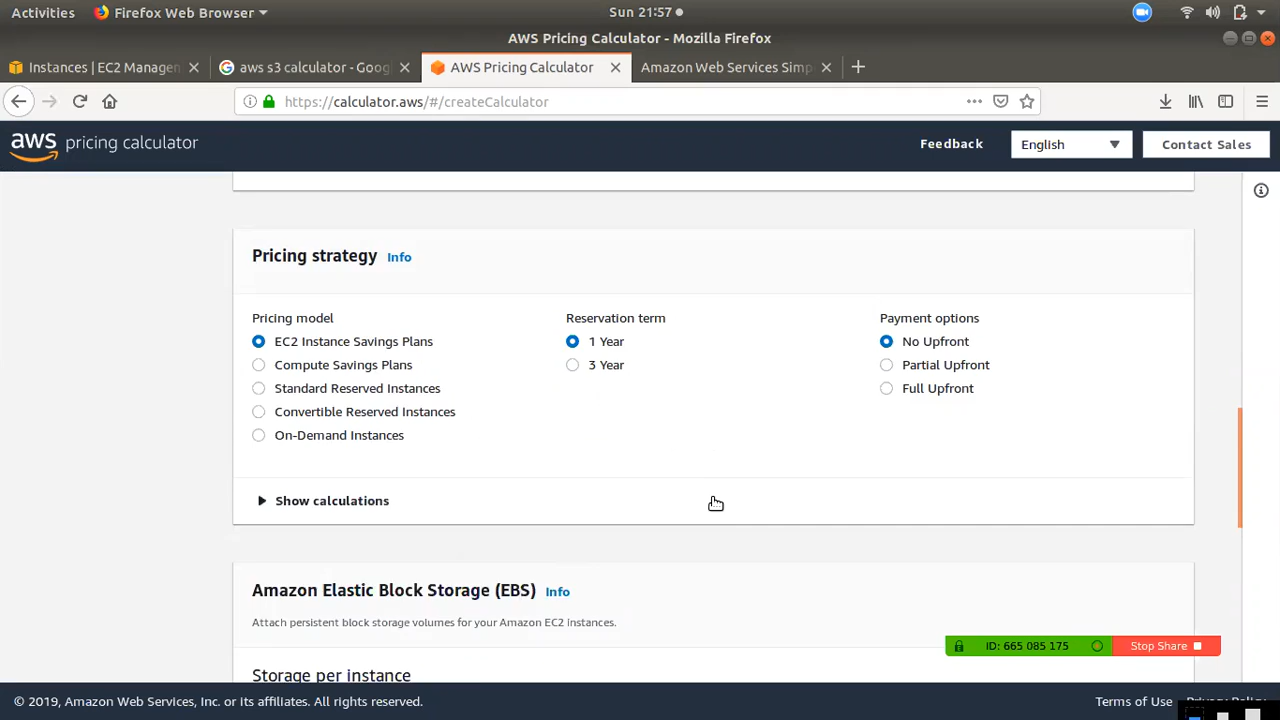 Activities Firefox Web Browser Sun 21:57
AWS Pricing Calculator - Mozilla Firefox
Instances | EC2 Managem aws s3 calculator - Goog AWS Pricing Calculator Amazon Web Services Simp
https://calculator.aws/#/createCalculator
aws pricing calculator Feedback English Contact Sales
Pricing strategy Info
Pricing model Reservation term Payment options
EC2 Instance Savings Plans 1 Year No Upfront
Compute Savings Plans 3 Year Partial Upfront
Standard Reserved Instances Full Upfront
Convertible Reserved Instances
On-Demand Instances
Show calculations
Amazon Elastic Block Storage (EBS) Info
Attach persistent block storage volumes for your Amazon EC2 instances.
ID: 665 085 175 Stop Share
Storage per instance
© 2019, Amazon Web Services, Inc. or its affiliates. All rights reserved. Terms of Use Privacy Policy